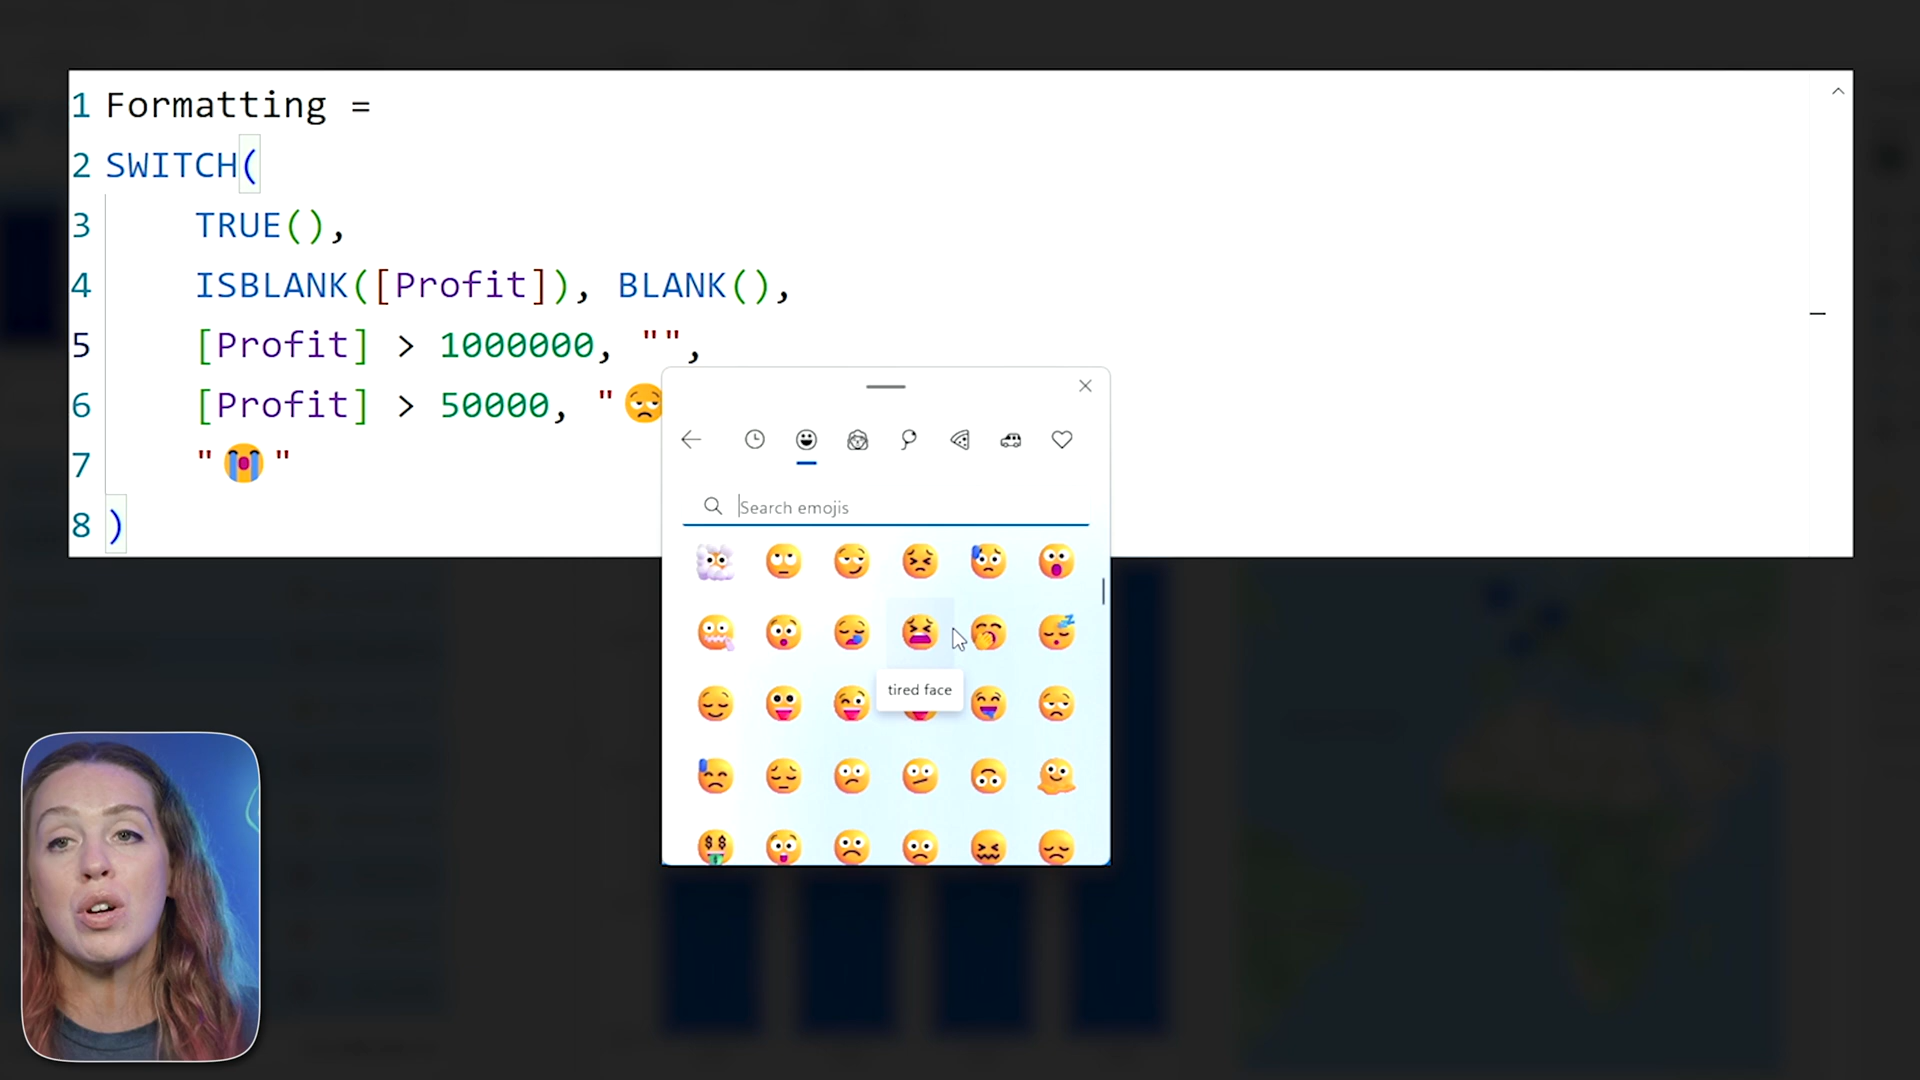 1 Formatting =
2 SWITCH(
3 TRUE(),
4 ISBLANK([Profit]), BLANK(),
5 [Profit] > 1000000, "",
6 [Profit] > 50000, "😒
7 "😭"
8 )
Search emojis
tired face